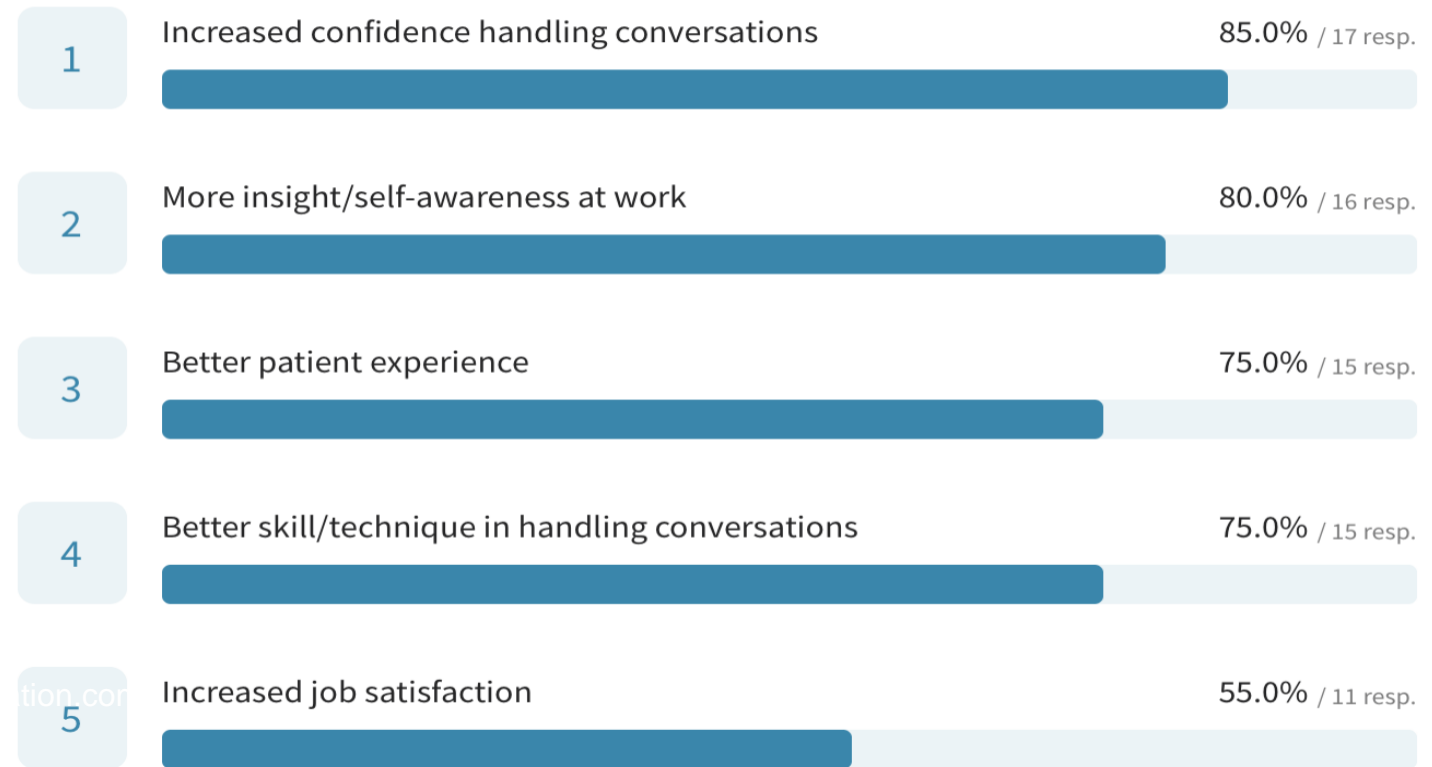 1
Increased confidence handling conversations 85.0% / 17 resp.
2
More insight/self-awareness at work 80.0% / 16 resp.
3
Better patient experience 75.0% / 15 resp.
4
Better skill/technique in handling conversations 75.0% / 15 resp.
5
Increased job satisfaction 55.0% / 11 resp.